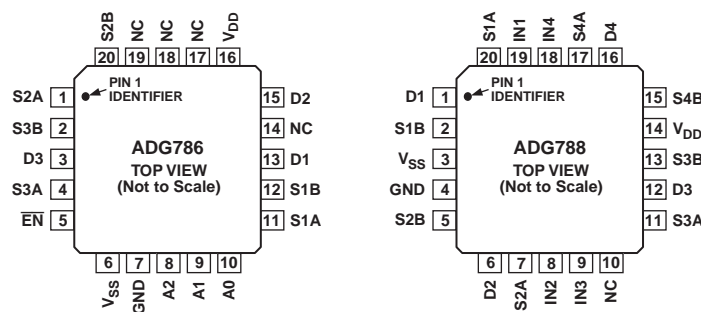 S2B NC NC NC VDD
20 19 18 17 16
PIN 1
IDENTIFIER
S2A 1
S3B 2
D3 3
S3A 4
EN 5
ADG786
TOP VIEW
(Not to Scale)
15 D2
14 NC
13 D1
12 S1B
11 S1A
6 7 8 9 10
VSS GND A2 A1 A0
S1A IN1 IN4 S4A D4
20 19 18 17 16
PIN 1
IDENTIFIER
D1 1
S1B 2
VSS 3
GND 4
S2B 5
ADG788
TOP VIEW
(Not to Scale)
15 S4B
14 VDD
13 S3B
12 D3
11 S3A
6 7 8 9 10
D2 S2A IN2 IN3 NC